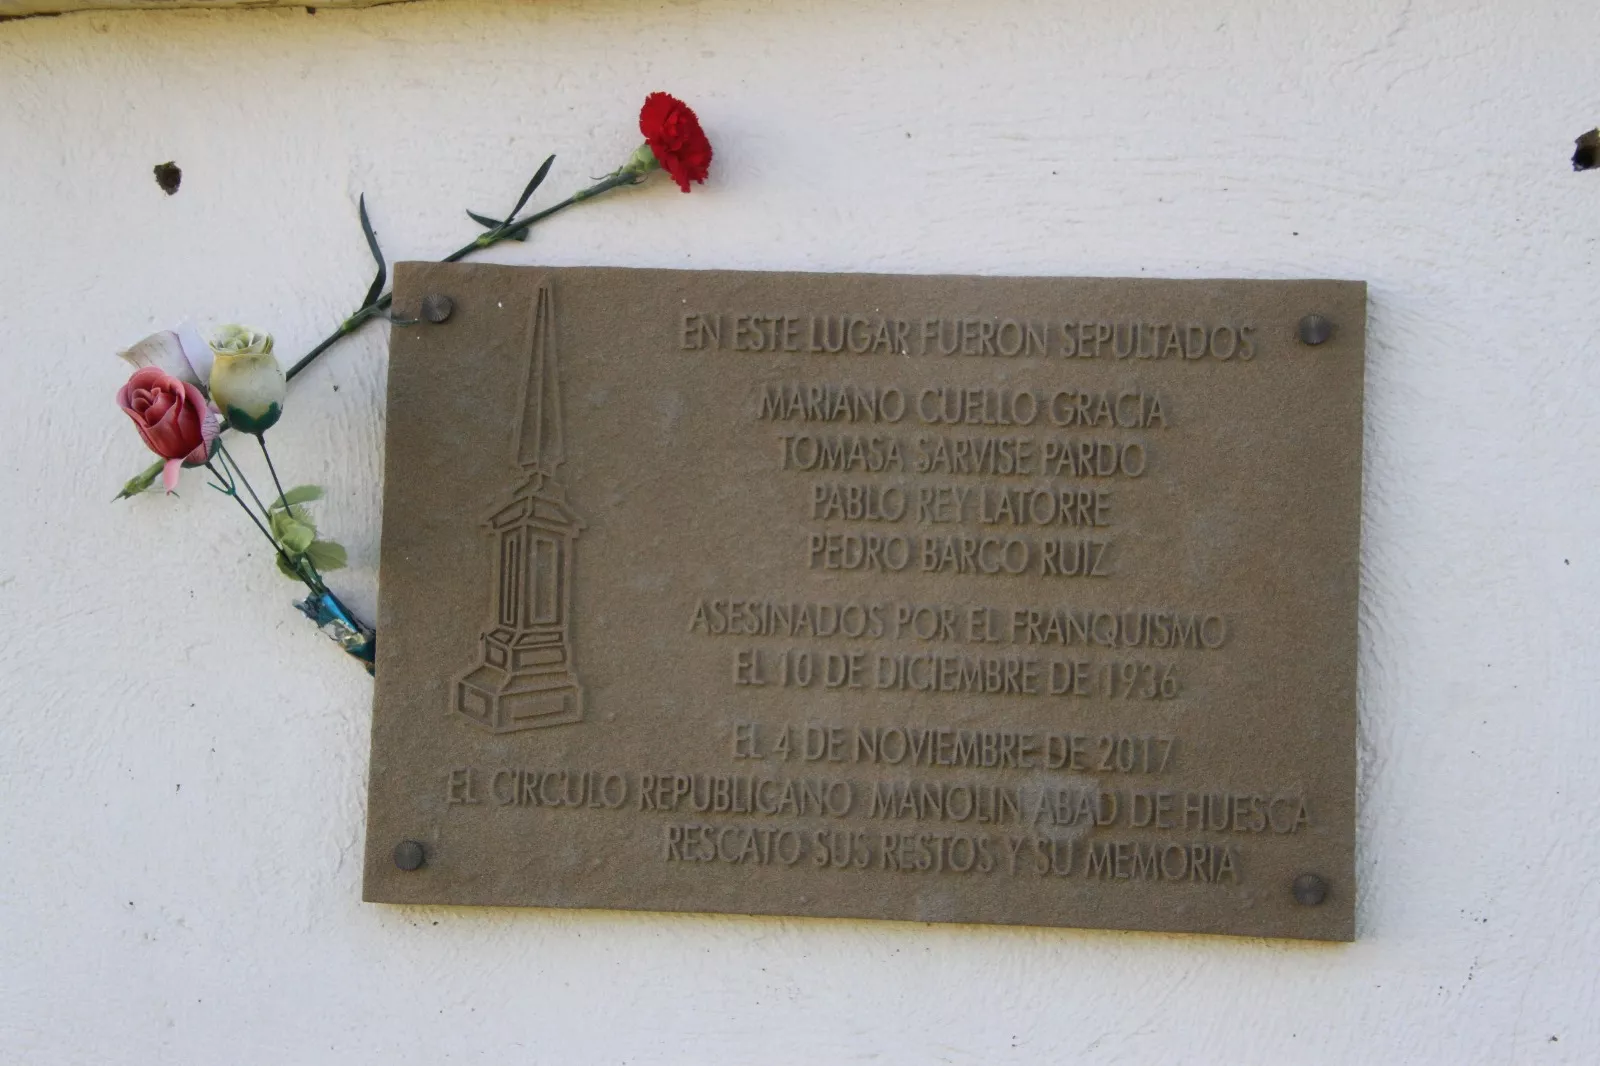 EN ESTE LUGAR FUERON SEPULTADOS
MARIANO CUELLO GRACIA
TOMASA SARVISE PARDO
PABLO REY LATORRE
PEDRO BARCO RUIZ
ASESINADOS POR EL FRANQUISMO
EL 10 DE DICIEMBRE DE 1936
EL 4 DE NOVIEMBRE DE 2017
EL CIRCULO REPUBLICANO MANOLIN ABAD DE HUESCA
RESCATO SUS RESTOS Y SU MEMORIA